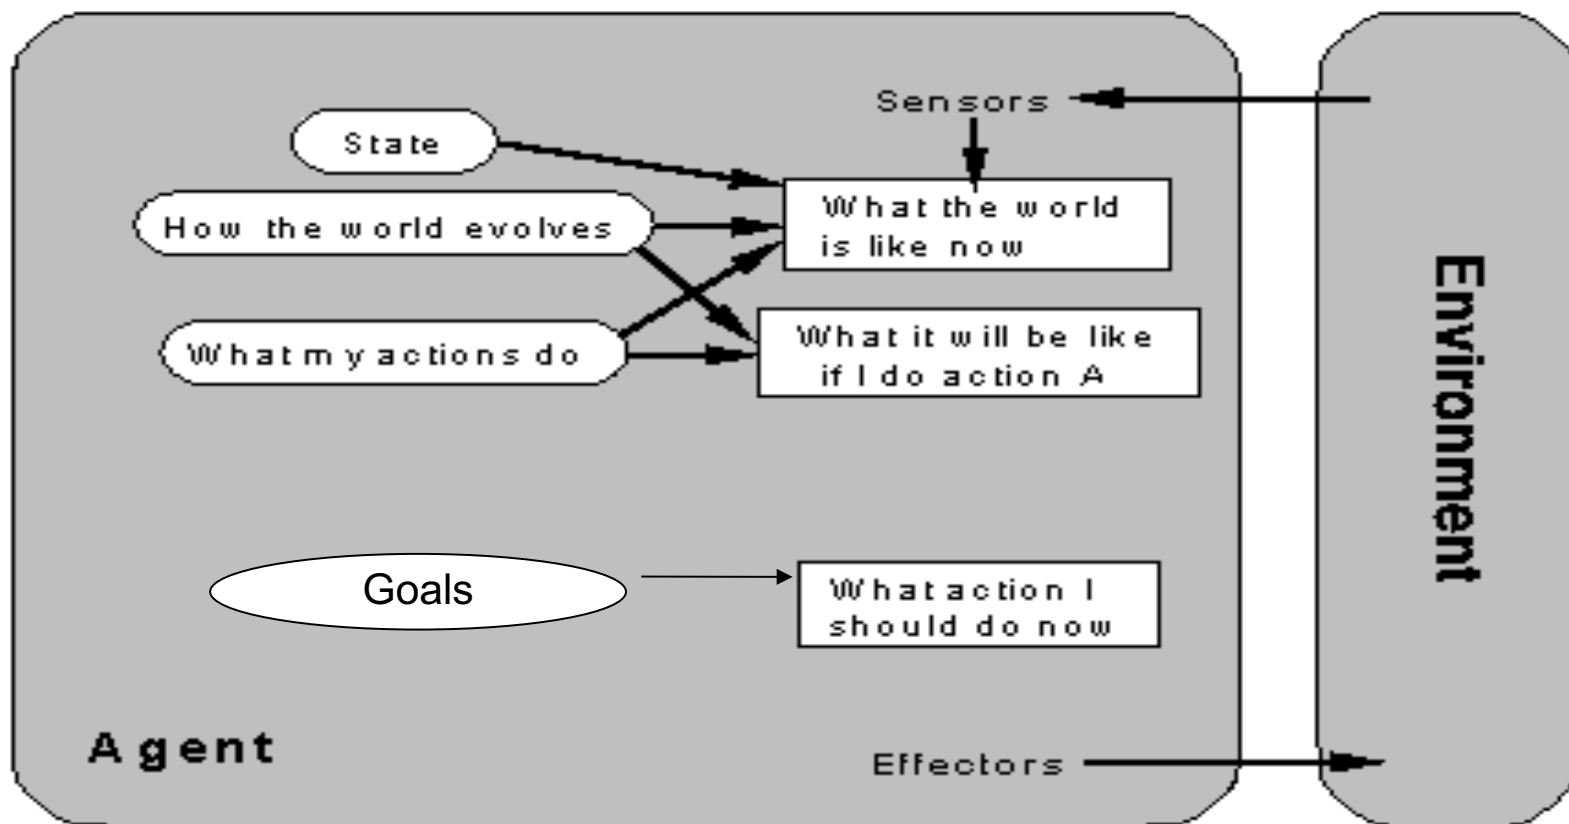 Sensors
State
What the world
is like now
How the world evolves
What it will be like
if I do action A
What my actions do
Goals
What action I
should do now
Agent
Effectors
Environment